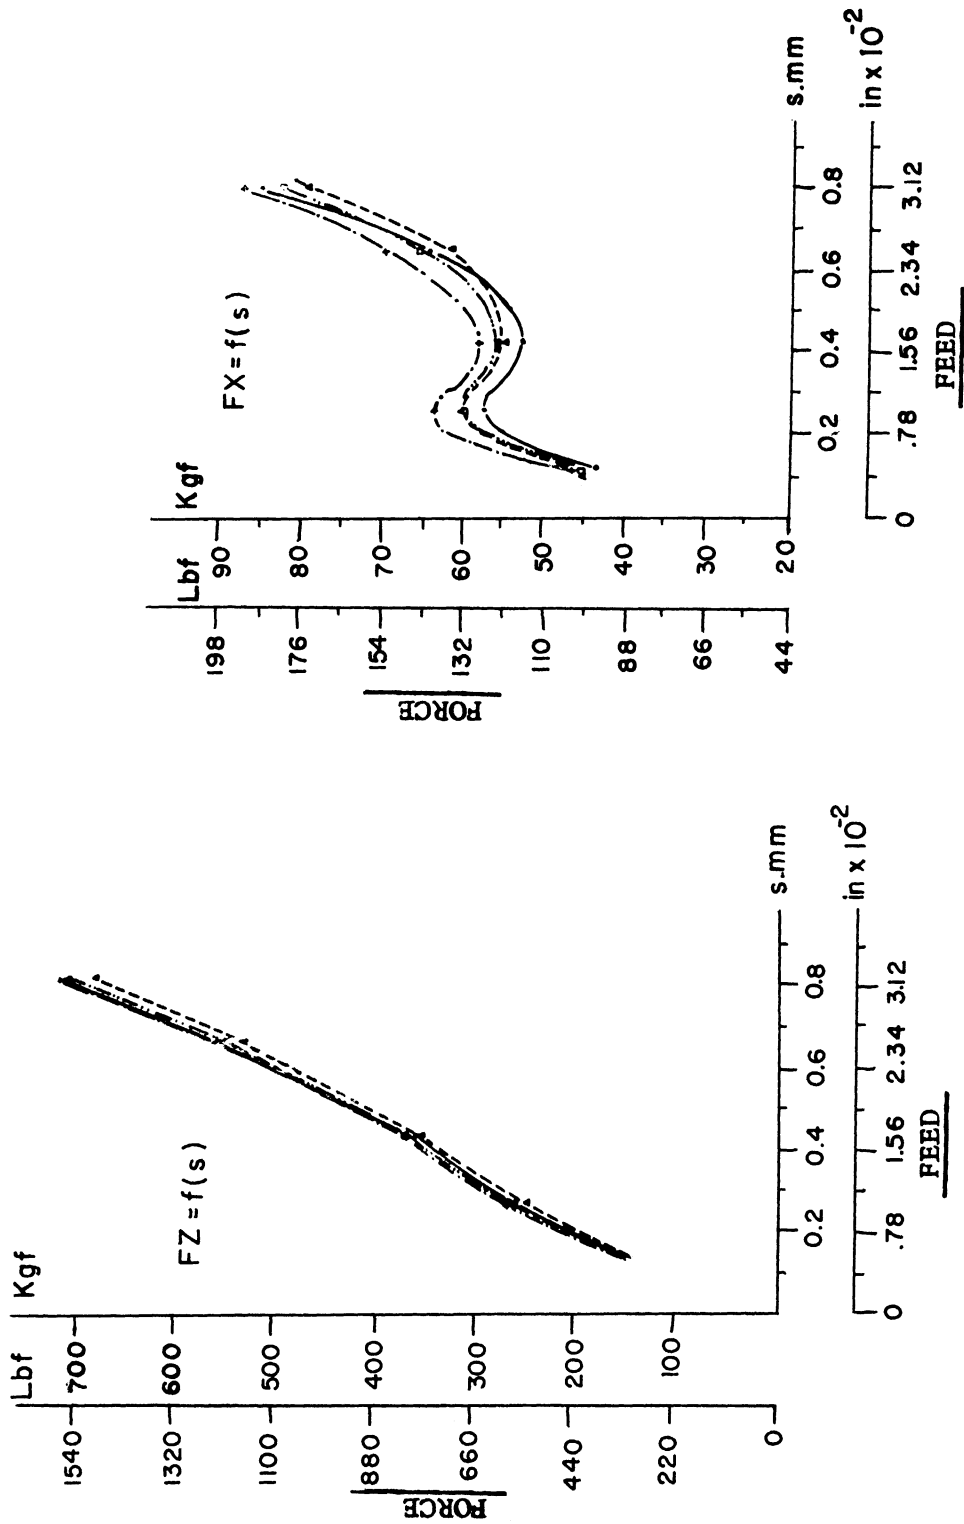 Lbf Kgf
1540 700
1320 600
1100 500
880 400
660 300
440 200
220 100
0
FORCE
FZ = f(s)
0.2 0.4 0.6 0.8 s.mm
0 .78 1.56 2.34 3.12 in x 10-2
FEED
Lbf Kgf
198 90
176 80
154 70
132 60
110 50
88 40
66 30
44 20
FORCE
FX = f(s)
0.2 0.4 0.6 0.8 s.mm
0 .78 1.56 2.34 3.12 in x 10-2
FEED